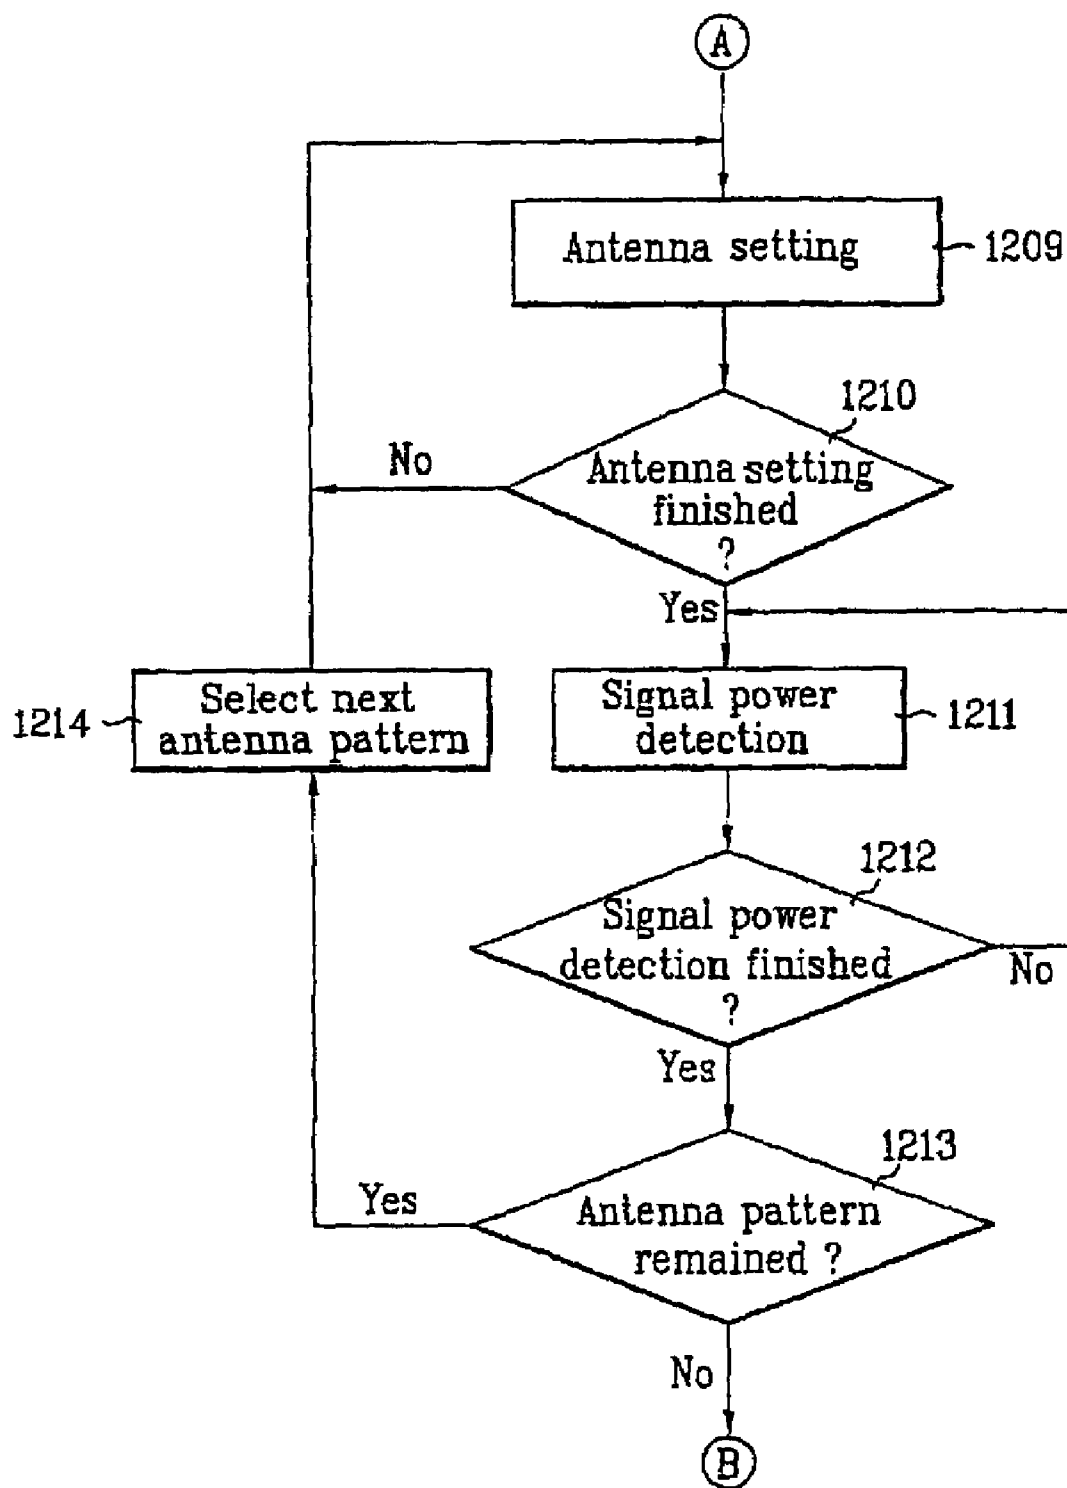 A
Antenna setting
1209
1210
Antenna setting
finished
?
No
Yes
Select next
antenna pattern
1214
Signal power
detection
1211
1212
Signal power
detection finished
?
No
Yes
1213
Antenna pattern
remained ?
Yes
No
B